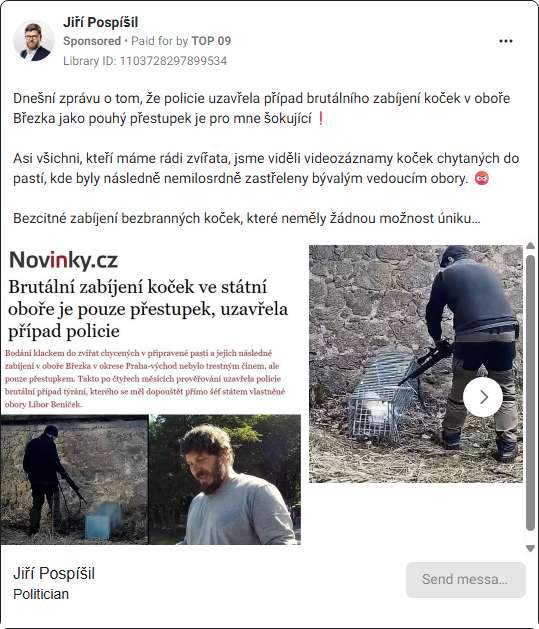 Jiří Pospíšil
Sponsored • Paid for by TOP 09
Library ID: 1103728297899534
Dnešní zprávu o tom, že policie uzavřela případ brutálního zabíjení koček v oboře
Březka jako pouhý přestupek je pro mne šokující❗
Asi všichni, kteří máme rádi zvířata, jsme viděli videozáznamy koček chytaných do
pastí, kde byly následně nemilosrdně zastřeleny bývalým vedoucím obory. 😡
Bezcitné zabíjení bezbranných koček, které neměly žádnou možnost úniku...
Novinky.cz
Brutální zabíjení koček ve státní
oboře je pouze přestupek, uzavřela
případ policie
Bodání klackem do zvířat chycených v připravené pasti a jejich následné
zabíjení v oboře Březka v okrese Praha-východ nebylo trestným činem, ale
pouze přestupkem. Takto po čtyřech měsících prověřování uzavřela policie
brutální případ týrání, kterého se měl dopouštět přímo šéf státem vlastněné
obory Libor Beníček.
Jiří Pospíšil
Politician
Send messa...